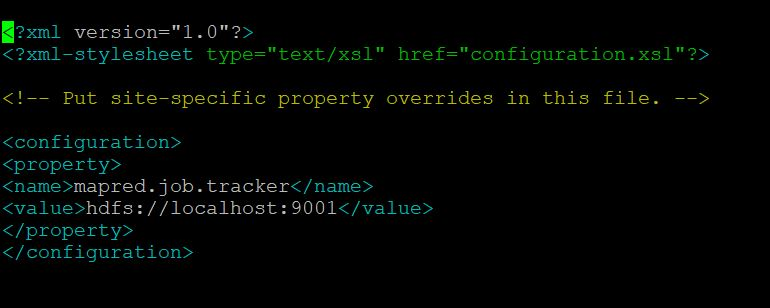 <?xml version="1.0"?>
<?xml-stylesheet type="text/xsl" href="configuration.xsl"?>
<!-- Put site-specific property overrides in this file. -->
<configuration>
<property>
<name>mapred.job.tracker</name>
<value>hdfs://localhost:9001</value>
</property>
</configuration>